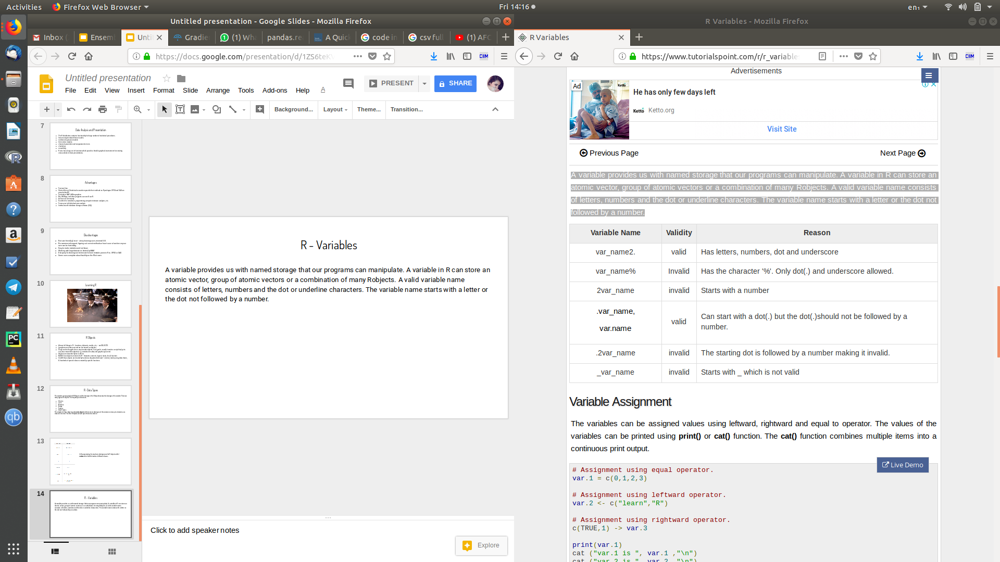 Activities
Firefox Web Browser
Fri 14:16
en₁
Untitled presentation - Google Slides - Mozilla Firefox
Inbox (
Ensem
Unti
Gradie
(1) Wha
pandas.re
A Quic
code in
csv full
(1) AFC
https://docs.google.com/presentation/d/1ZS6teK
CIM
Untitled presentation
File Edit View Insert Format Slide Arrange Tools Add-ons Help
PRESENT
SHARE
Background... Layout Theme... Transition...
7
Data Analysis and Presentation
8
Advantages
9
Disadvantages
10
Learning R
11
R Objects
12
R - Data Types
13
14
R - Variables
R - Variables
A variable provides us with named storage that our programs can manipulate. A variable in R can store an
atomic vector, group of atomic vectors or a combination of many Robjects. A valid variable name
consists of letters, numbers and the dot or underline characters. The variable name starts with a letter or
the dot not followed by a number.
Click to add speaker notes
Explore
R Variables - Mozilla Firefox
R Variables
https://www.tutorialspoint.com/r/r_variable
CIM
Advertisements
Ad
Ketto
He has only few days left
Ketto Ketto.org
Visit Site
Previous Page
Next Page
A variable provides us with named storage that our programs can manipulate. A variable in R can store an
atomic vector, group of atomic vectors or a combination of many Robjects. A valid variable name consists
of letters, numbers and the dot or underline characters. The variable name starts with a letter or the dot not
followed by a number.
Variable Name Validity Reason
var_name2. valid Has letters, numbers, dot and underscore
var_name% Invalid Has the character '%'. Only dot(.) and underscore allowed.
2var_name invalid Starts with a number
.var_name,
var.name
valid
Can start with a dot(.) but the dot(.)should not be followed by a
number.
.2var_name invalid The starting dot is followed by a number making it invalid.
_var_name invalid Starts with _ which is not valid
Variable Assignment
The variables can be assigned values using leftward, rightward and equal to operator. The values of the
variables can be printed using print() or cat() function. The cat() function combines multiple items into a
continuous print output.
Live Demo
# Assignment using equal operator.
var.1 = c(0,1,2,3)
# Assignment using leftward operator.
var.2 <- c("learn","R")
# Assignment using rightward operator.
c(TRUE,1) -> var.3
print(var.1)
cat ("var.1 is ", var.1 ,"\n")
cat ("var.2 is ", var.2 ,"\n")